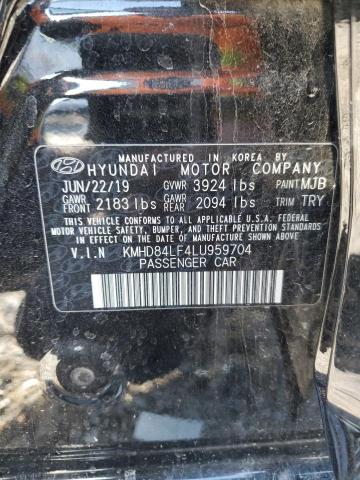 MANUFACTURED IN KOREA BY
HYUNDAI MOTOR COMPANY
JUN/22/19 GVWR 3924 lbs PAINT MJB
GAWR FRONT 2183 lbs GAWR REAR 2094 lbs TRIM TRY
THIS VEHICLE CONFORMS TO ALL APPLICABLE U.S.A. FEDERAL
MOTOR VEHICLE SAFETY, BUMPER, AND THEFT PREVENTION
STANDARDS IN EFFECT ON THE DATE OF MANUFACTURE SHOWN ABOVE.
V.I.N KMHD84LF4LU959704
PASSENGER CAR